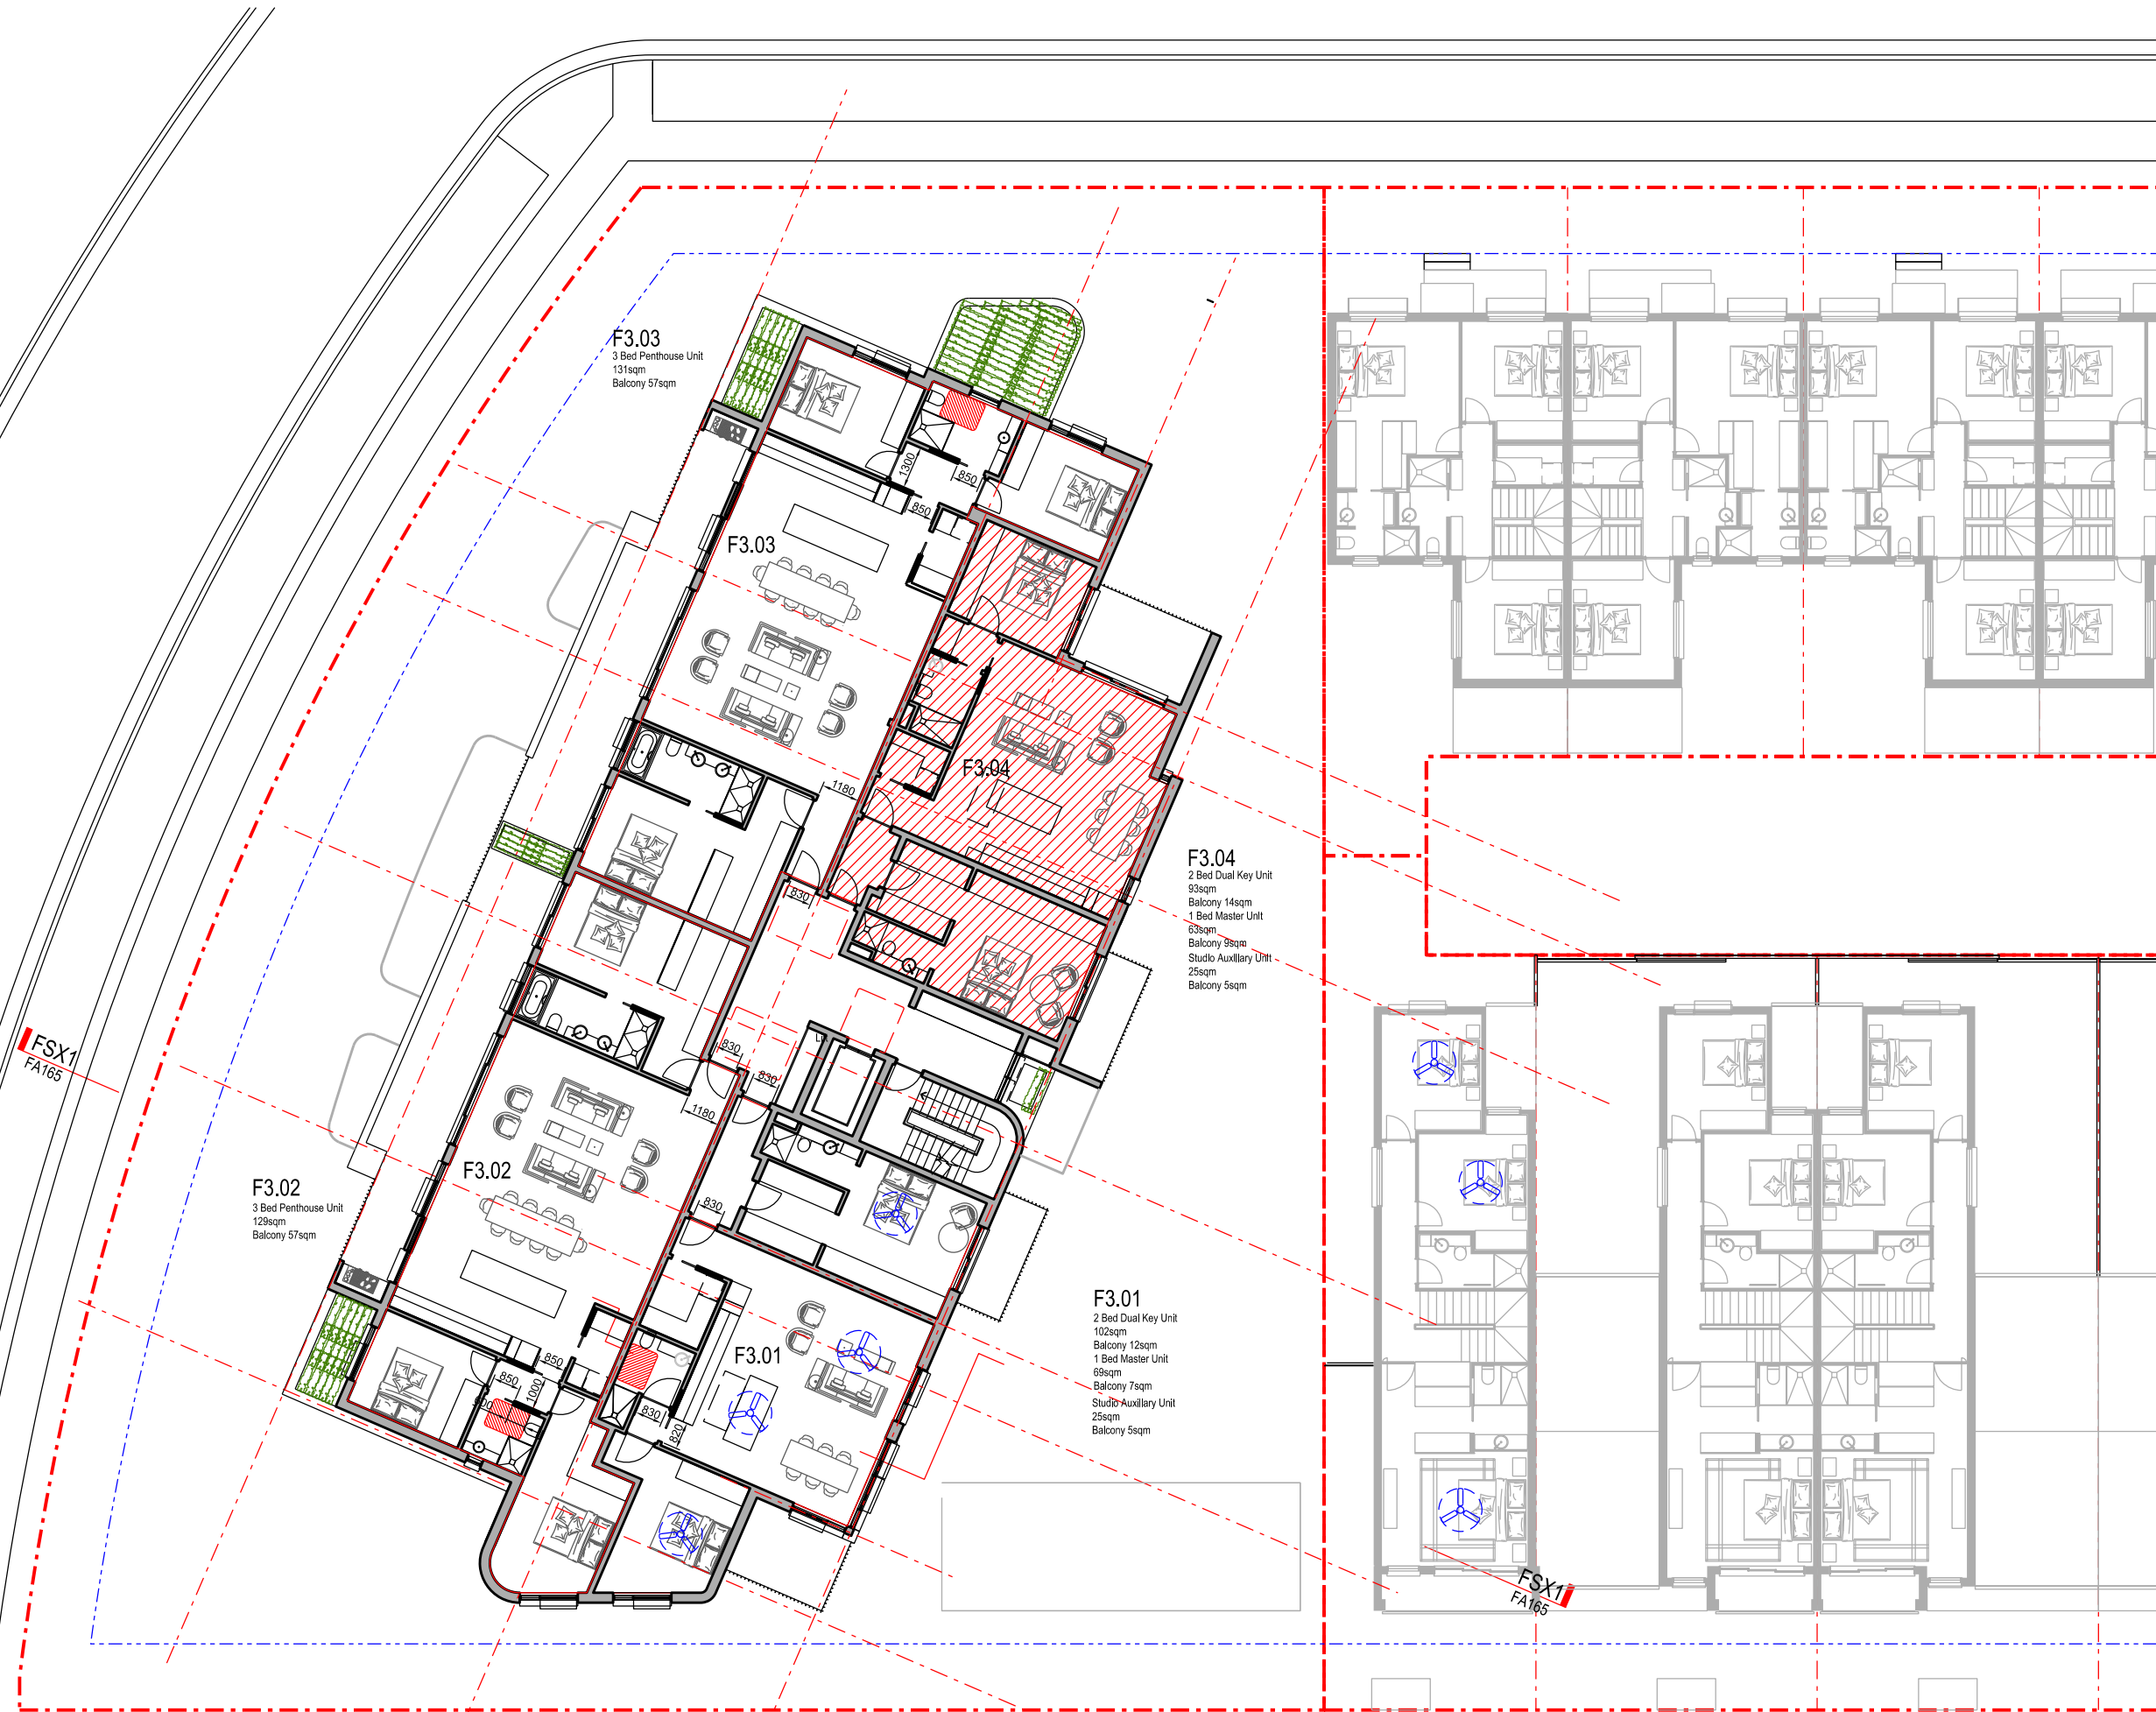 F3.03
3 Bed Penthouse Unit
131sqm
Balcony 57sqm
1300
850
850
F3.03
F3.04
1180
830
F3.04
2 Bed Dual Key Unit
93sqm
Balcony 14sqm
1 Bed Master Unit
63sqm
Balcony 9sqm
Studio Auxillary Unit
25sqm
Balcony 5sqm
FSX1
FA165
830
830
1180
F3.02
F3.02
3 Bed Penthouse Unit
129sqm
Balcony 57sqm
830
F3.01
2 Bed Dual Key Unit
102sqm
Balcony 12sqm
1 Bed Master Unit
69sqm
Balcony 7sqm
Studio Auxillary Unit
25sqm
Balcony 5sqm
F3.01
850
850
1000
830
820
FSX1
FA165